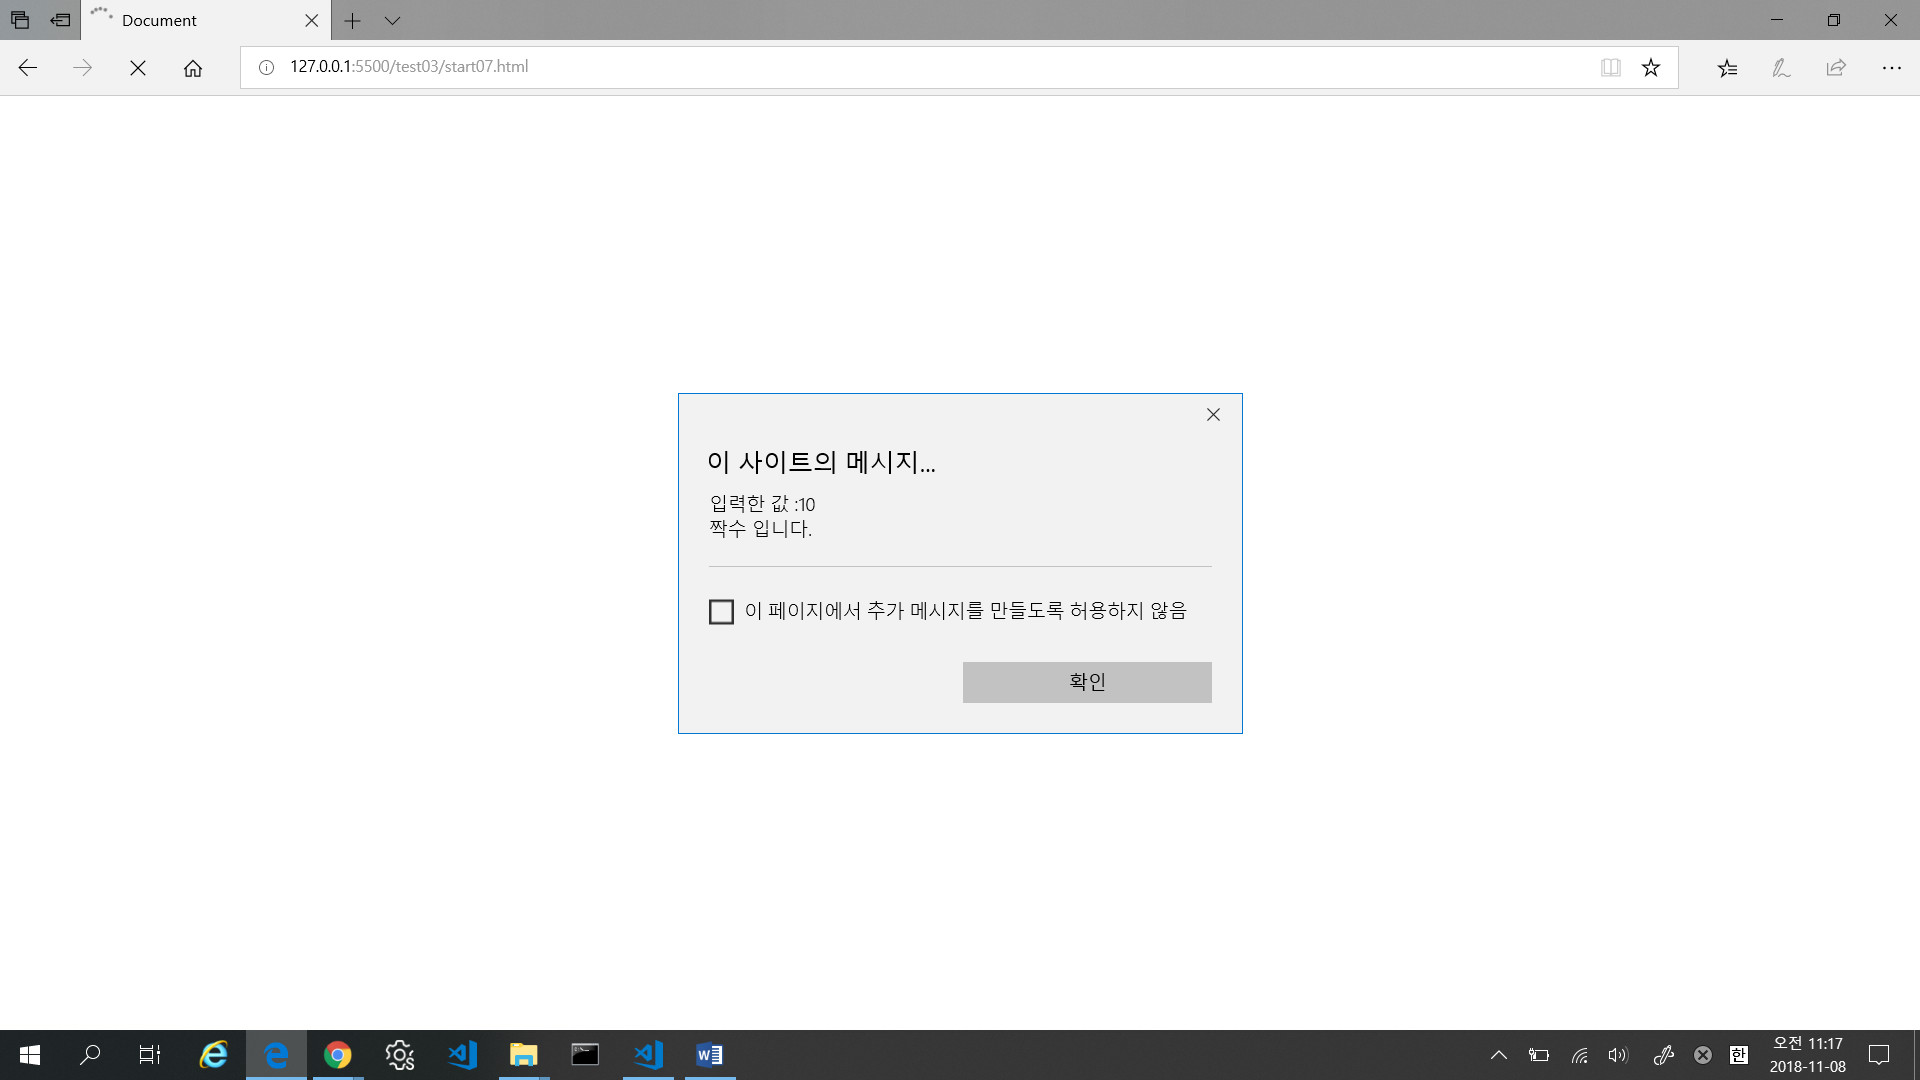 Document
127.0.0.1:5500/test03/start07.html
이 사이트의 메시지...
입력한 값 :10
짝수 입니다.
이 페이지에서 추가 메시지를 만들도록 허용하지 않음
확인
한
오전 11:17
2018-11-08